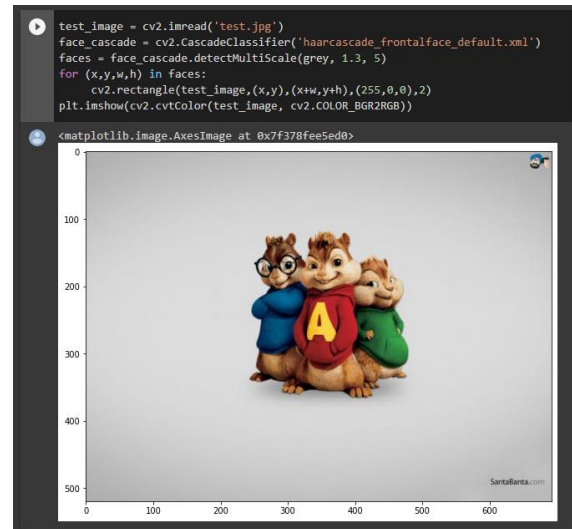 test_image = cv2.imread('test.jpg')
face_cascade = cv2.CascadeClassifier('haarcascade_frontalface_default.xml')
faces = face_cascade.detectMultiScale(grey, 1.3, 5)
for (x,y,w,h) in faces:
    cv2.rectangle(test_image,(x,y),(x+w,y+h),(255,0,0),2)
plt.imshow(cv2.cvtColor(test_image, cv2.COLOR_BGR2RGB))
<matplotlib.image.AxesImage at 0x7f378fee5ed0>
0
100
200
A
300
400
SantaBanta.com
500
0 100 200 300 400 500 600